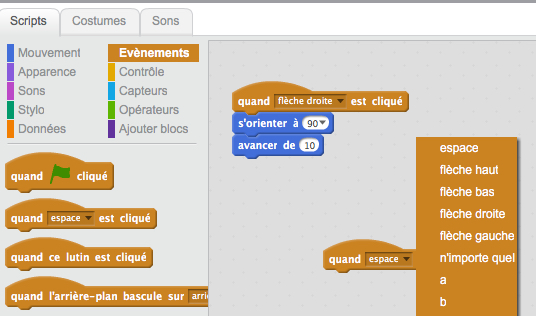 Scripts Costumes Sons
Mouvement Evènements
Apparence Contrôle
Sons Capteurs
Stylo Opérateurs
Données Ajouter blocs
quand cliqué
quand espace est cliqué
quand ce lutin est cliqué
quand l'arrière-plan bascule sur arri
quand flèche droite est cliqué
s'orienter à 90
avancer de 10
quand espace
espace
flèche haut
flèche bas
flèche droite
flèche gauche
n'importe quel
a
b